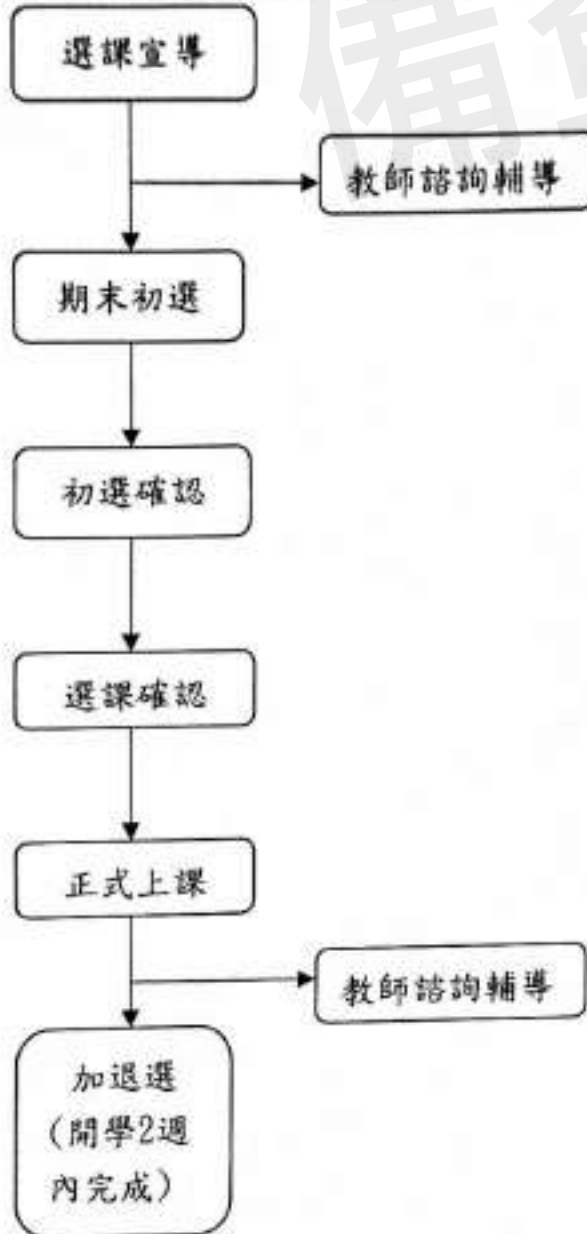 選課宣導
教師諮詢輔導
期末初選
初選確認
選課確認
正式上課
教師諮詢輔導
加退選
(開學2週
內完成)
備